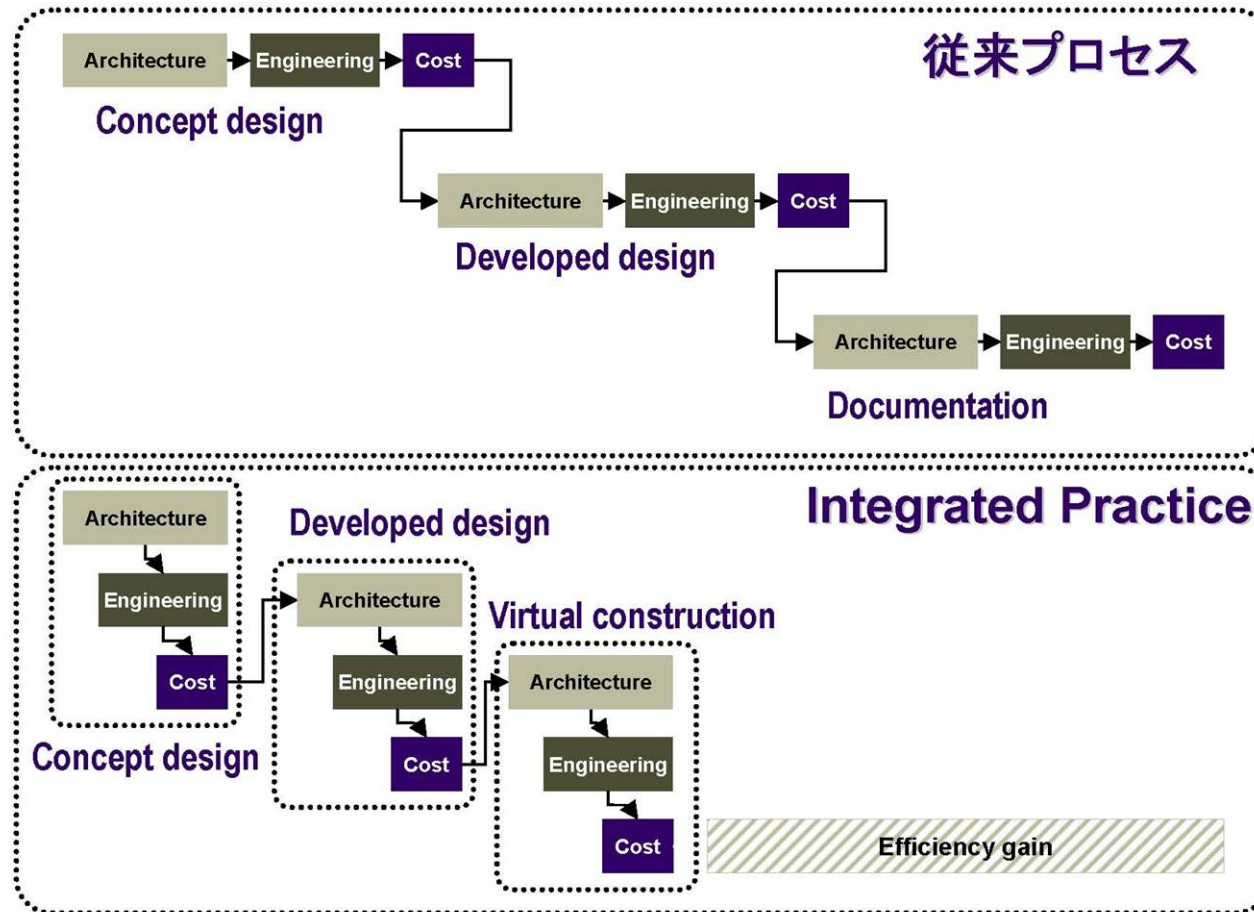 従来プロセス
Architecture
Engineering
Cost
Concept design
Architecture
Engineering
Cost
Developed design
Architecture
Engineering
Cost
Documentation
Integrated Practice
Architecture
Engineering
Cost
Concept design
Developed design
Architecture
Engineering
Cost
Virtual construction
Architecture
Engineering
Cost
Efficiency gain